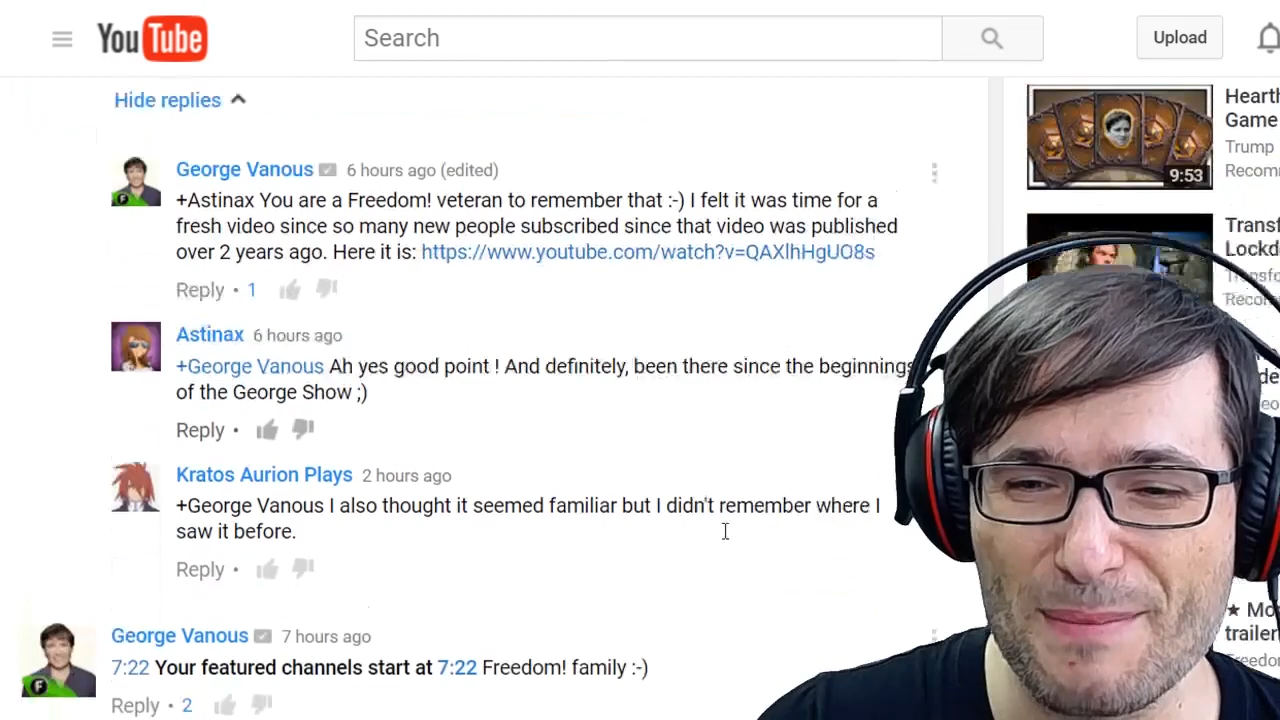 YouTube
Search
Upload
Hide replies
George Vanous 6 hours ago (edited)
+Astinax You are a Freedom! veteran to remember that :-) I felt it was time for a
fresh video since so many new people subscribed since that video was published
over 2 years ago. Here it is: https://www.youtube.com/watch?v=QAXlhHgUO8s
Reply • 1
Astinax 6 hours ago
+George Vanous Ah yes good point ! And definitely, been there since the beginnings
of the George Show ;)
Reply •
Kratos Aurion Plays 2 hours ago
+George Vanous I also thought it seemed familiar but I didn't remember where I
saw it before.
Reply •
George Vanous 7 hours ago
7:22 Your featured channels start at 7:22 Freedom! family :-)
Reply • 2
9:53
Game
Trump
★